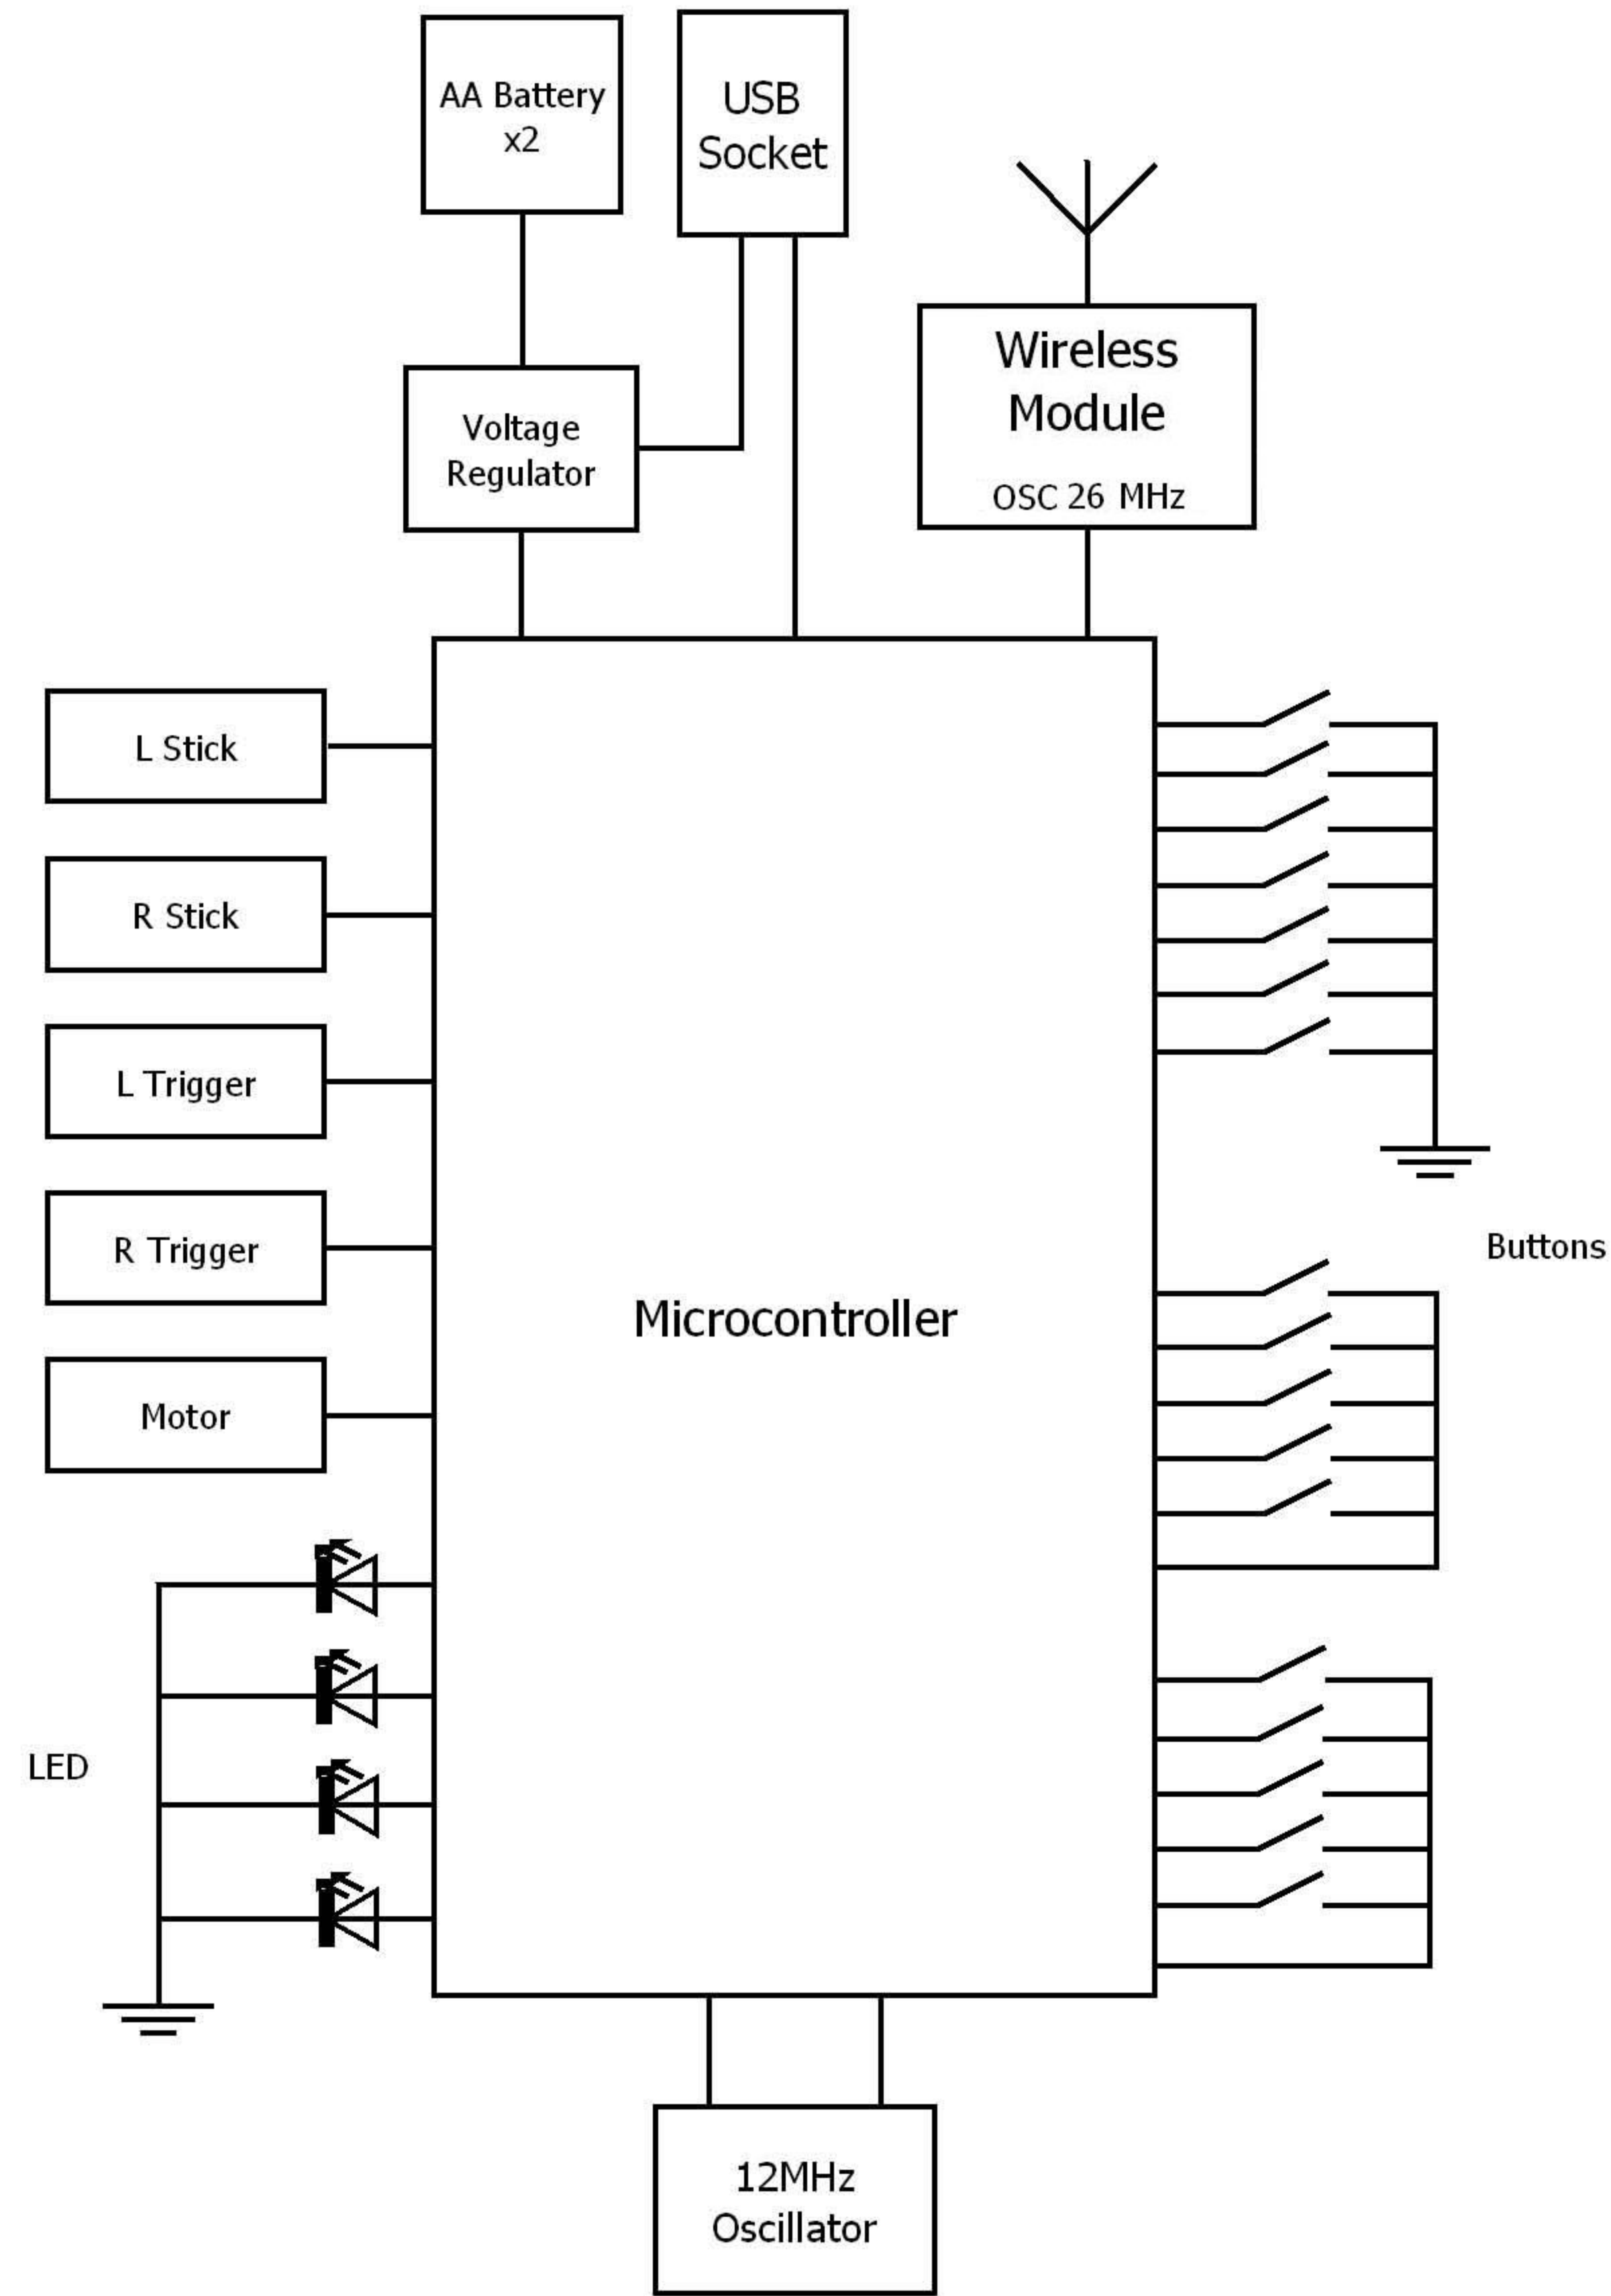 AA Battery
x2
USB
Socket
Wireless
Module
OSC 26 MHz
Voltage
Regulator
L Stick
R Stick
L Trigger
R Trigger
Motor
Microcontroller
Buttons
LED
12MHz
Oscillator